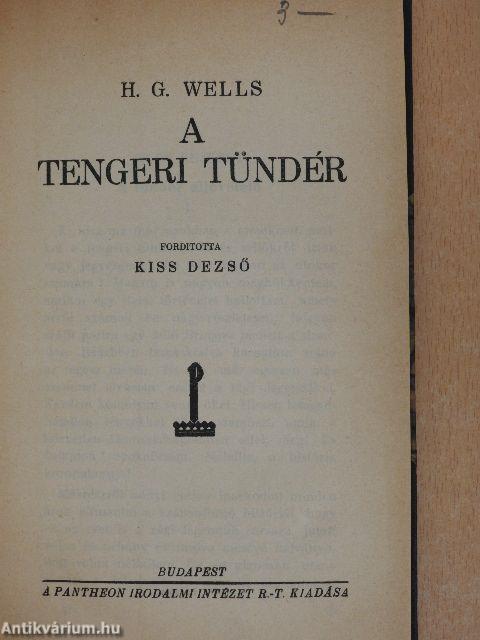 3 —
H. G. WELLS
A
TENGERI TÜNDÉR
FORDITOTTA
KISS DEZSŐ
BUDAPEST
A PANTHEON IRODALMI INTÉZET R.-T. KIADÁSA
Antikvárium.hu